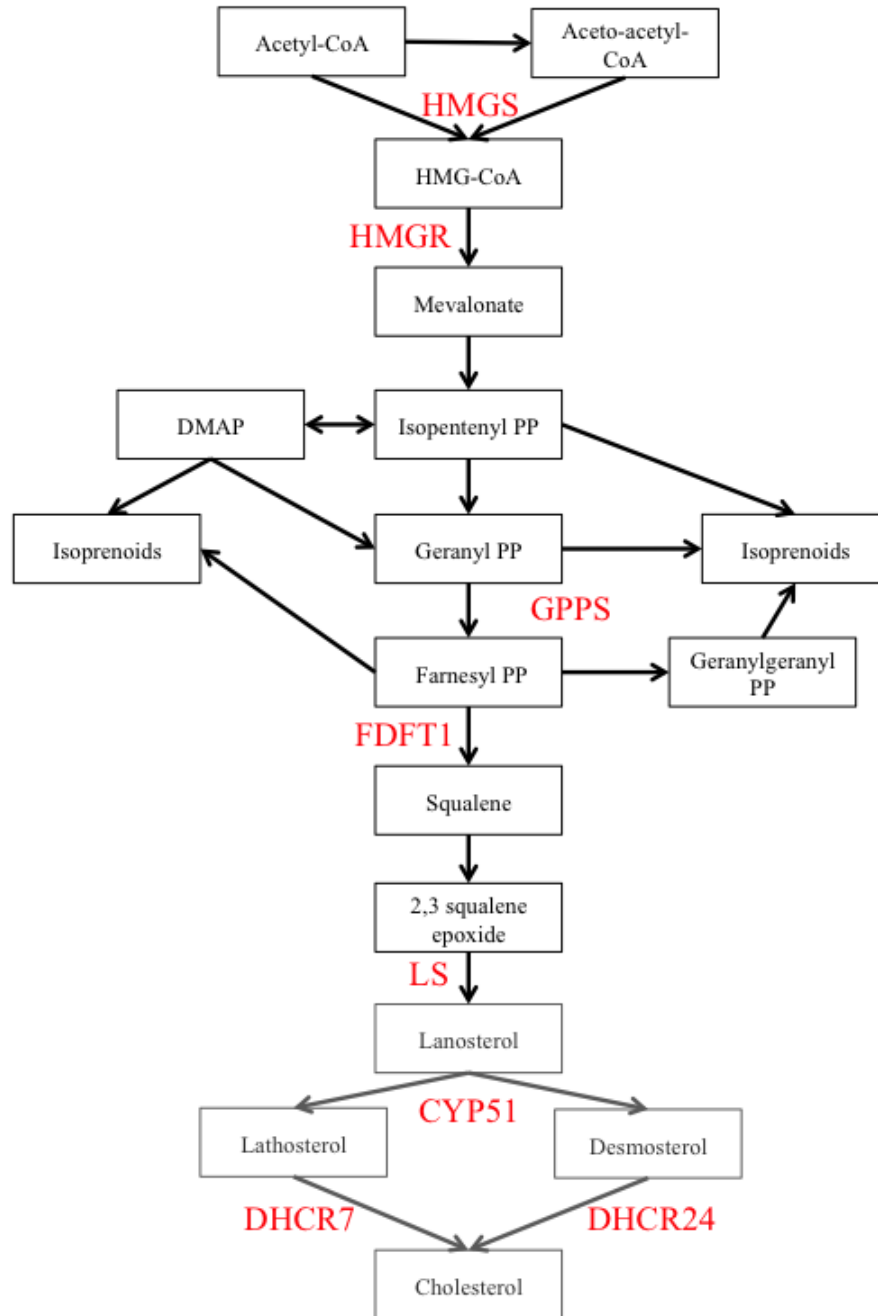 Acetyl-CoA
Aceto-acetyl-
CoA
HMGS
HMG-CoA
HMGR
Mevalonate
DMAP
Isopentenyl PP
Isoprenoids
Geranyl PP
Isoprenoids
GPPS
Farnesyl PP
Geranylgeranyl
PP
FDFT1
Squalene
2,3 squalene
epoxide
LS
Lanosterol
CYP51
Lathosterol
Desmosterol
DHCR7
DHCR24
Cholesterol